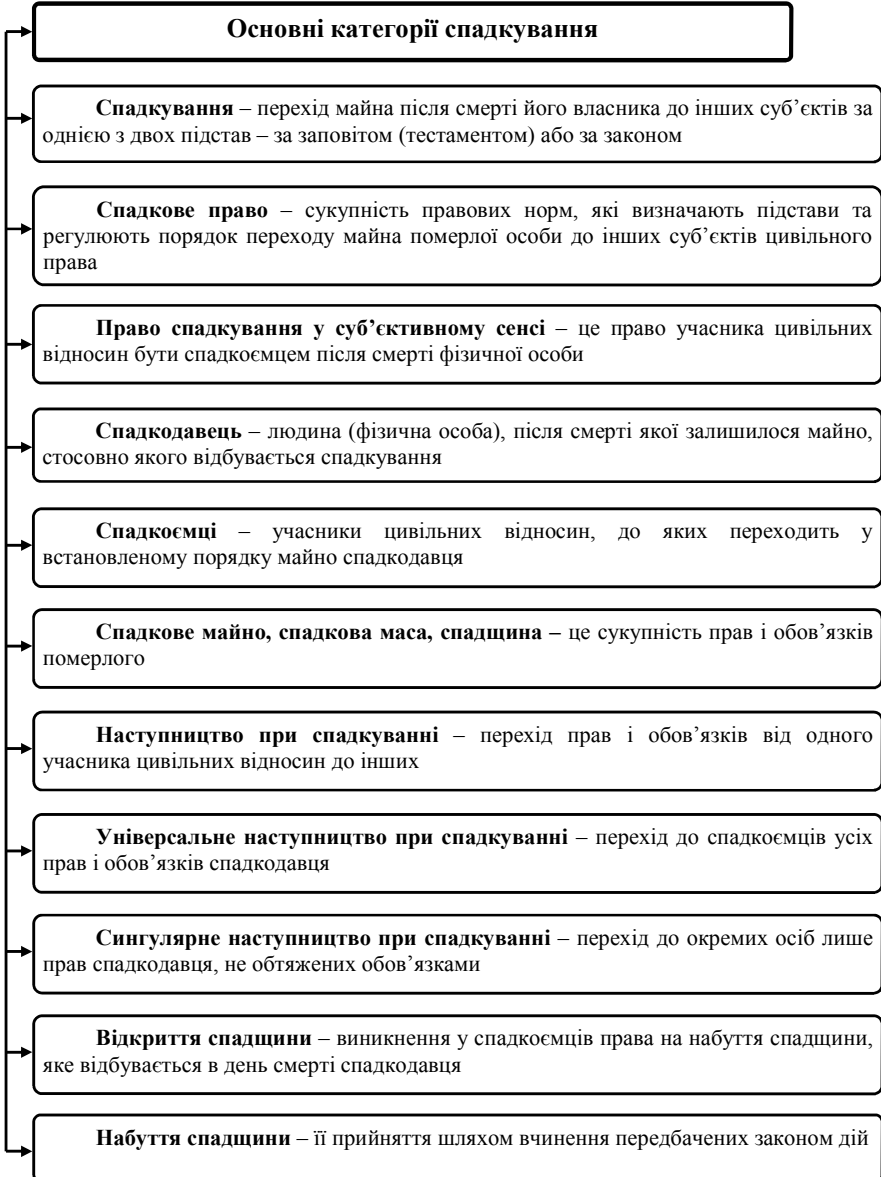 Основні категорії спадкування
Спадкування – перехід майна після смерті його власника до інших суб’єктів за
однією з двох підстав – за заповітом (тестаментом) або за законом
Спадкове право – сукупність правових норм, які визначають підстави та
регулюють порядок переходу майна померлої особи до інших суб’єктів цивільного
права
Право спадкування у суб’єктивному сенсі – це право учасника цивільних
відносин бути спадкоємцем після смерті фізичної особи
Спадкодавець – людина (фізична особа), після смерті якої залишилося майно,
стосовно якого відбувається спадкування
Спадкоємці – учасники цивільних відносин, до яких переходить у
встановленому порядку майно спадкодавця
Спадкове майно, спадкова маса, спадщина – це сукупність прав і обов’язків
померлого
Наступництво при спадкуванні – перехід прав і обов’язків від одного
учасника цивільних відносин до інших
Універсальне наступництво при спадкуванні – перехід до спадкоємців усіх
прав і обов’язків спадкодавця
Сингулярне наступництво при спадкуванні – перехід до окремих осіб лише
прав спадкодавця, не обтяжених обов’язками
Відкриття спадщини – виникнення у спадкоємців права на набуття спадщини,
яке відбувається в день смерті спадкодавця
Набуття спадщини – її прийняття шляхом вчинення передбачених законом дій